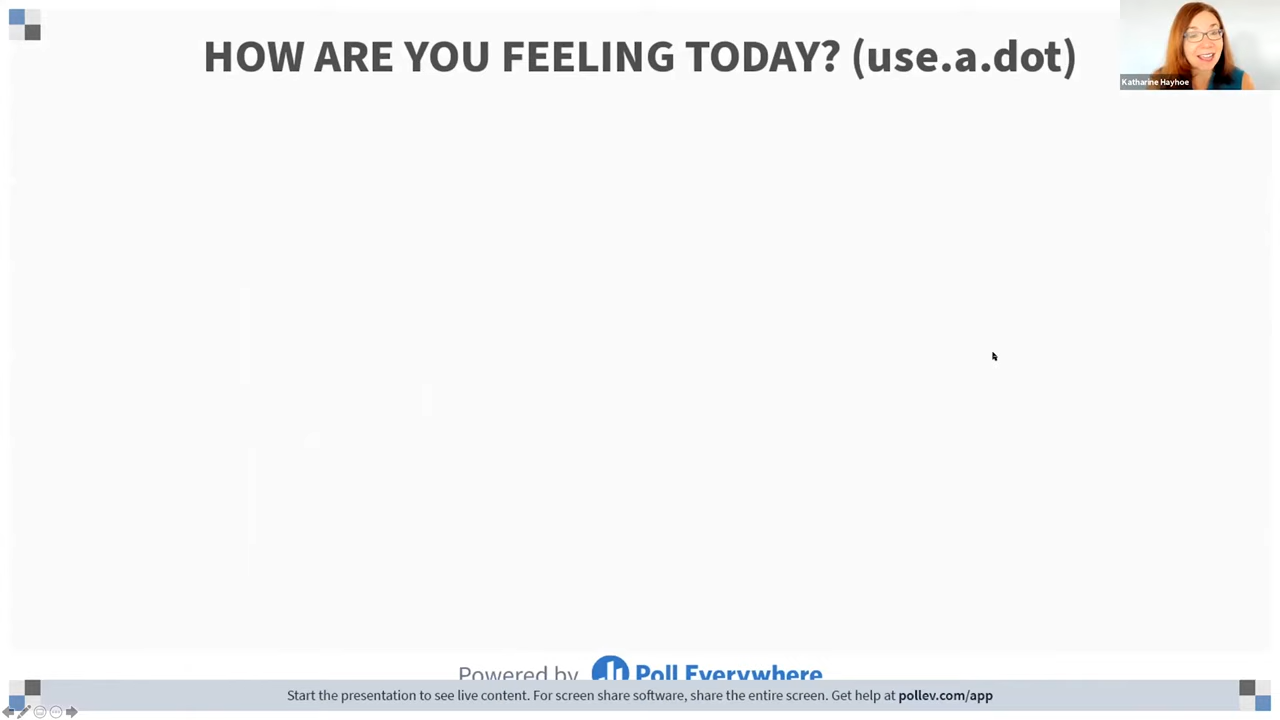 HOW ARE YOU FEELING TODAY? (use.a.dot)
Katharine Hayhoe
Powered by Poll Everywhere
Start the presentation to see live content. For screen share software, share the entire screen. Get help at pollev.com/app